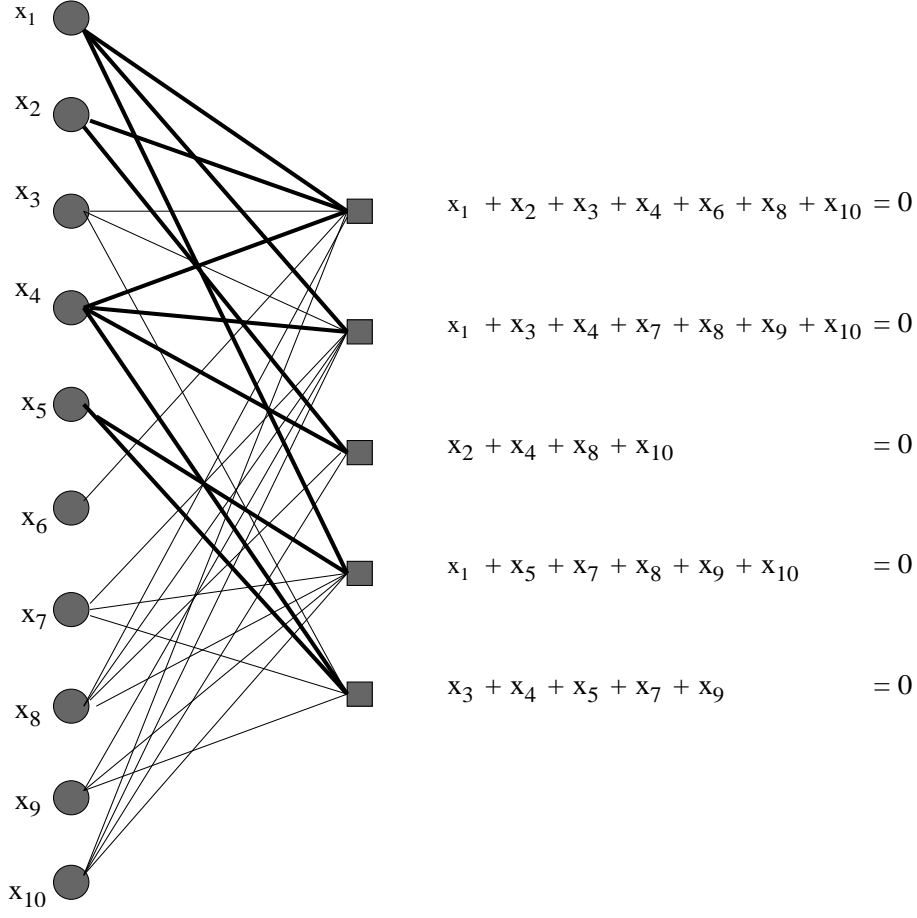 x₁
x₂
x₃
x₁ + x₂ + x₃ + x₄ + x₆ + x₈ + x₁₀ = 0
x₄
x₁ + x₃ + x₄ + x₇ + x₈ + x₉ + x₁₀ = 0
x₅
x₂ + x₄ + x₈ + x₁₀ = 0
x₆
x₁ + x₅ + x₇ + x₈ + x₉ + x₁₀ = 0
x₇
x₃ + x₄ + x₅ + x₇ + x₉ = 0
x₈
x₉
x₁₀